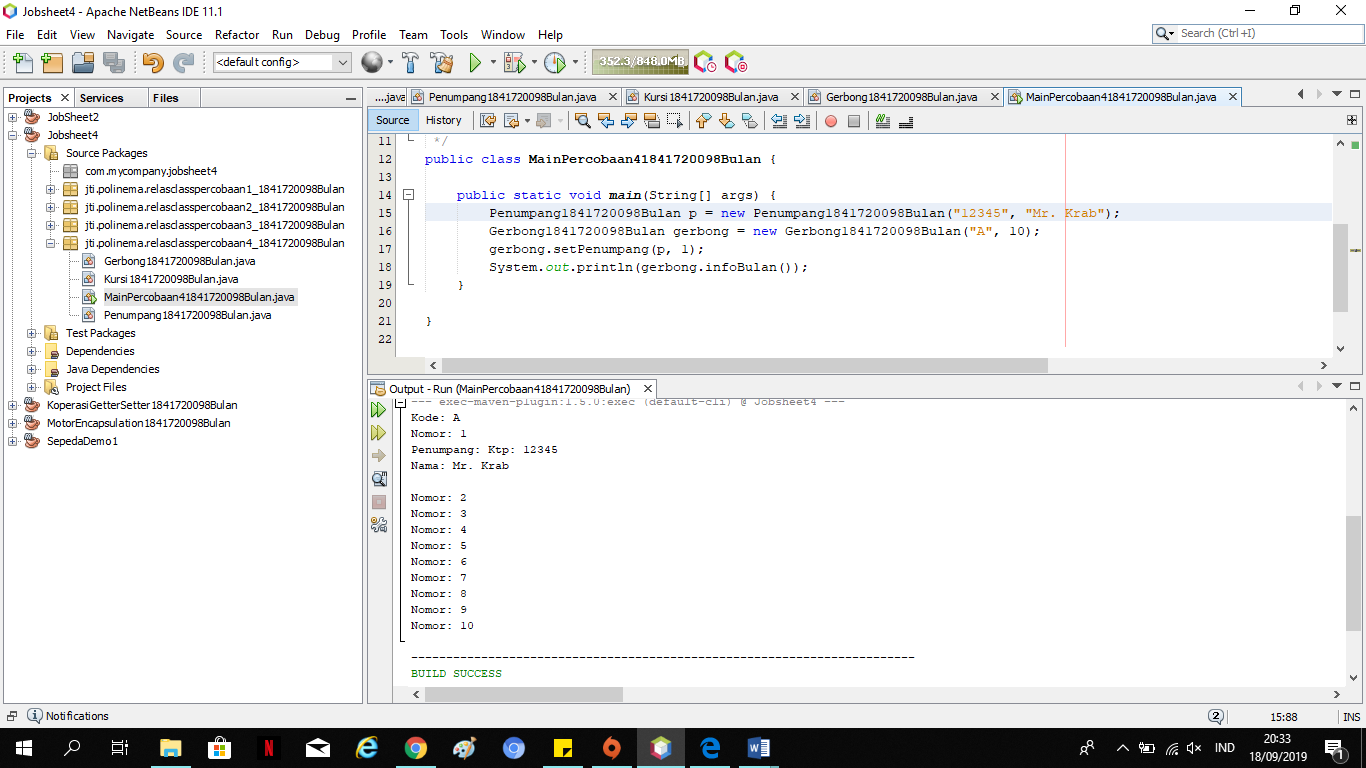 Jobsheet4 - Apache NetBeans IDE 11.1
File Edit View Navigate Source Refactor Run Debug Profile Team Tools Window Help
Search (Ctrl+I)
<default config>
352.3/848.0MB
Projects Services Files
JobSheet2
Jobsheet4
Source Packages
com.mycompany.jobsheet4
jti.polinema.relasclasspercobaan1_1841720098Bulan
jti.polinema.relasclasspercobaan2_1841720098Bulan
jti.polinema.relasclasspercobaan3_1841720098Bulan
jti.polinema.relasclasspercobaan4_1841720098Bulan
Gerbong1841720098Bulan.java
Kursi1841720098Bulan.java
MainPercobaan41841720098Bulan.java
Penumpang1841720098Bulan.java
Test Packages
Dependencies
Java Dependencies
Project Files
KoperasiGetterSetter1841720098Bulan
MotorEncapsulation1841720098Bulan
SepedaDemo1
....java Penumpang1841720098Bulan.java Kursi1841720098Bulan.java Gerbong1841720098Bulan.java MainPercobaan41841720098Bulan.java
Source History
11 */
12 public class MainPercobaan41841720098Bulan {
13
14 public static void main(String[] args) {
15 Penumpang1841720098Bulan p = new Penumpang1841720098Bulan("12345", "Mr. Krab");
16 Gerbong1841720098Bulan gerbong = new Gerbong1841720098Bulan("A", 10);
17 gerbong.setPenumpang(p, 1);
18 System.out.println(gerbong.infoBulan());
19 }
20
21 }
22
Output - Run (MainPercobaan41841720098Bulan)
--- exec-maven-plugin:1.5.0:exec (default-cli) @ Jobsheet4 ---
Kode: A
Nomor: 1
Penumpang: Ktp: 12345
Nama: Mr. Krab
Nomor: 2
Nomor: 3
Nomor: 4
Nomor: 5
Nomor: 6
Nomor: 7
Nomor: 8
Nomor: 9
Nomor: 10
------------------------------------------------------------------------
BUILD SUCCESS
Notifications
2 15:88 INS
IND
20:33
18/09/2019
1